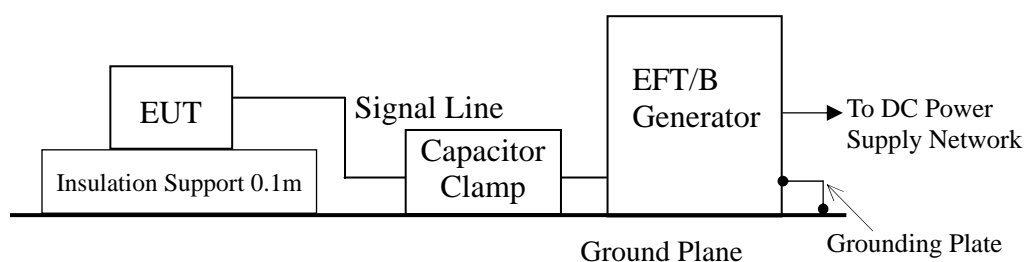 EUT
Insulation Support 0.1m
Signal Line
Capacitor
Clamp
EFT/B
Generator
To DC Power
Supply Network
Ground Plane
Grounding Plate